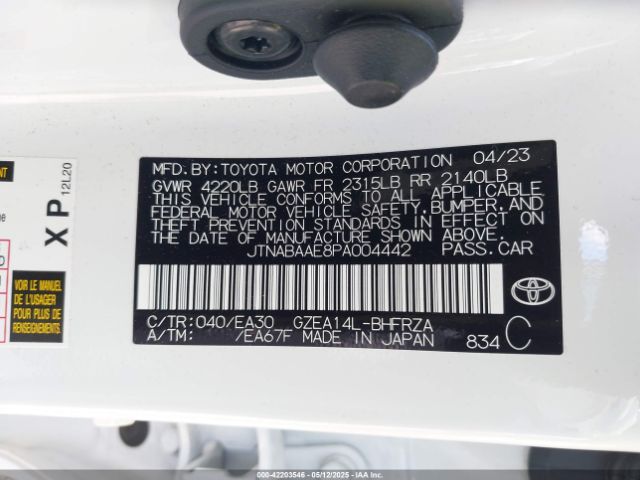 MFD. BY: TOYOTA MOTOR CORPORATION 04/23
GVWR 4220LB GAWR FR 2315LB RR 2140LB
THIS VEHICLE CONFORMS TO ALL APPLICABLE
FEDERAL MOTOR VEHICLE SAFETY, BUMPER, AND
THEFT PREVENTION STANDARDS IN EFFECT ON
THE DATE OF MANUFACTURE SHOWN ABOVE.
JTNABAAE8PA004442 PASS. CAR
C/TR: 040/EA30 GZEA14L-BHFRZA
A/TM: /EA67F MADE IN JAPAN 834 C
XP
12L20
VOIR LE MANUEL
DE L'USAGER
POUR PLUS DE
RENSEIGNEMENTS
000-42203546 - 05/12/2025 - IAAHCF